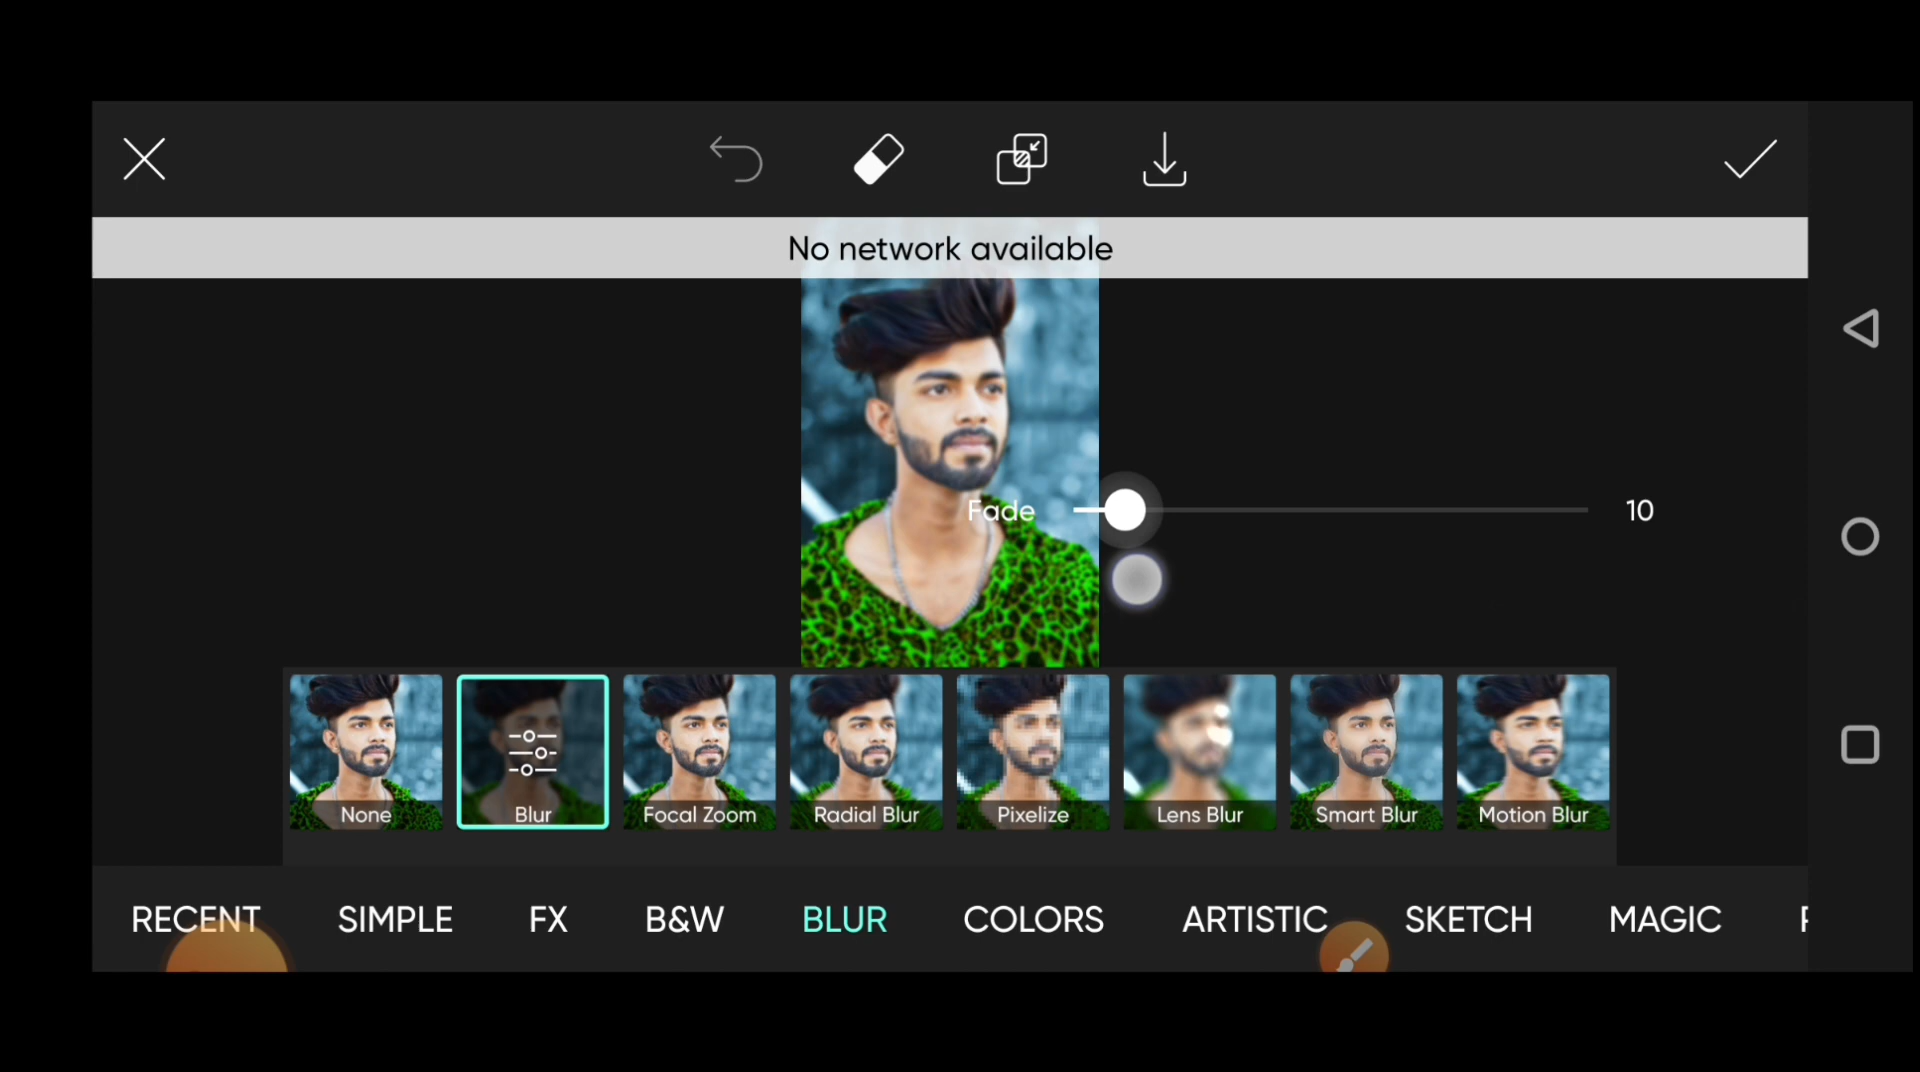 No network available
Fade 10
None Blur Focal Zoom Radial Blur Pixelize Lens Blur Smart Blur Motion Blur
RECENT SIMPLE FX B&W BLUR COLORS ARTISTIC SKETCH MAGIC